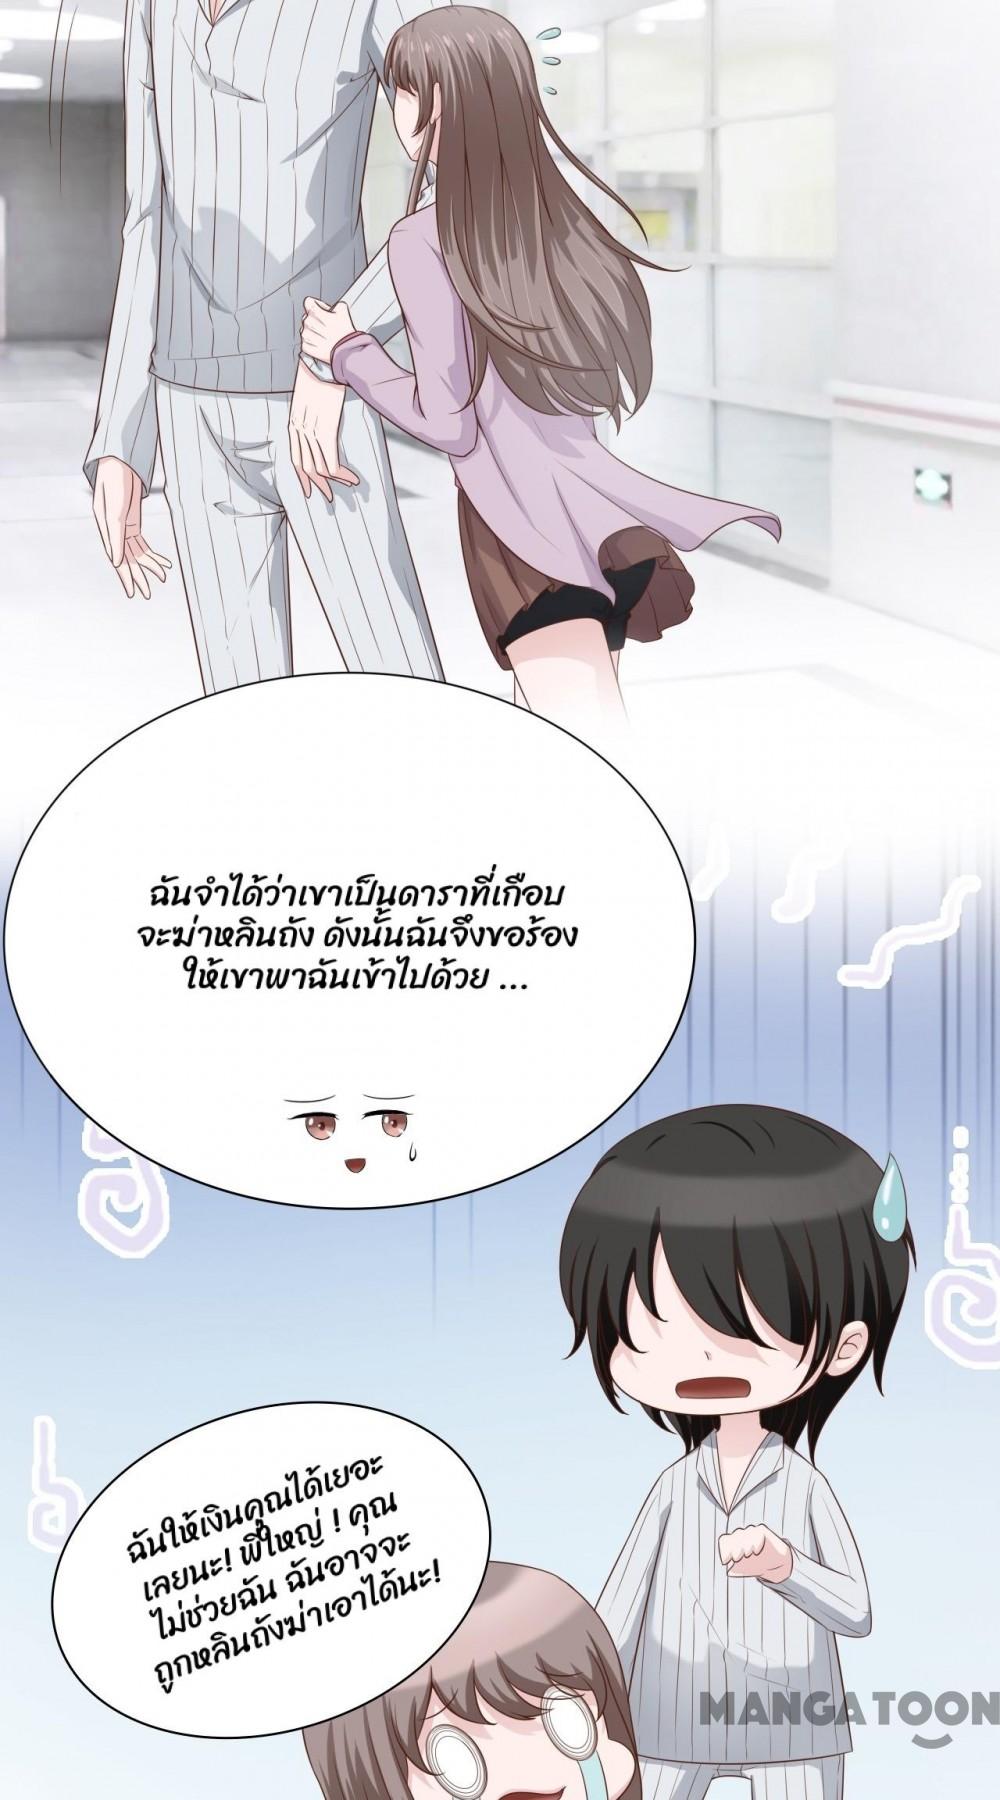 ฉันจำได้ว่าเขาเป็นดาราที่เกือบ
จะฆ่าหลินถัง ดังนั้นฉันจึงขอร้อง
ให้เขาพาฉันเข้าไปด้วย ...
ฉันให้เงินคุณได้เยอะ
เลยนะ! พี่ใหญ่ ! คุณ
ไม่ช่วยฉัน ฉันอาจจะ
ถูกหลินถังฆ่าเอาได้นะ!
MANGATOON